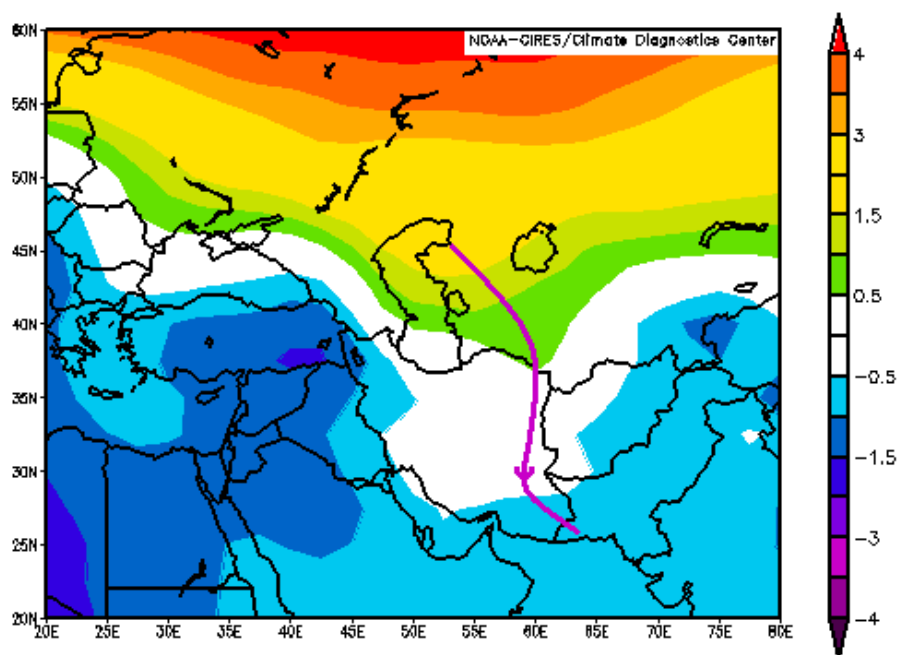 NOAA-CIRES/Climate Diagnostics Center
60N
55N
50N
45N
40N
35N
30N
25N
20N
20E 25E 30E 35E 40E 45E 50E 55E 60E 65E 70E 75E 80E
4
3
1.5
0.5
-0.5
-1.5
-3
-4